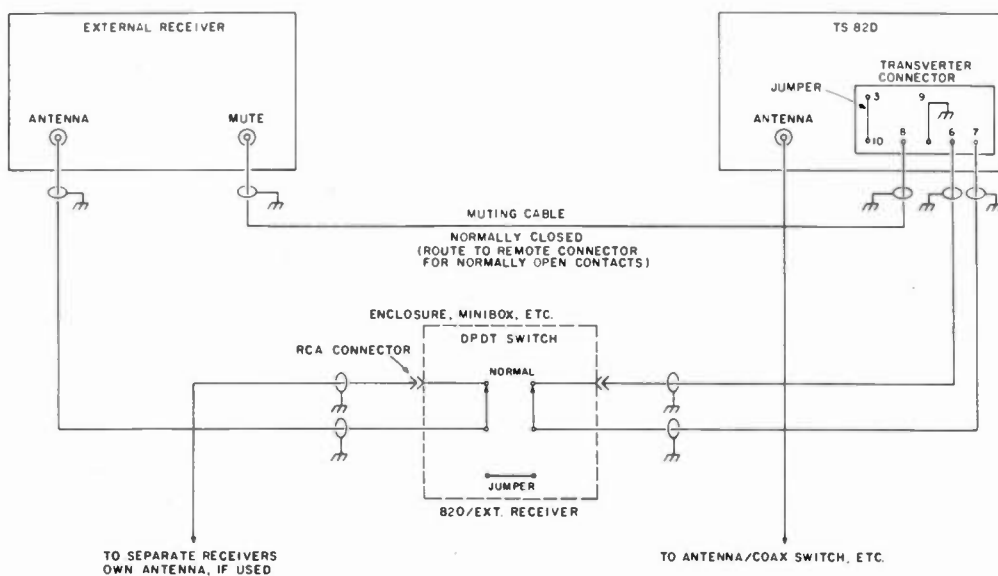 EXTERNAL RECEIVER
ANTENNA
MUTE
TS 82D
TRANSVERTER
CONNECTOR
JUMPER
3
9
ANTENNA
10
8
6
7
MUTING CABLE
NORMALLY CLOSED
(ROUTE TO REMOTE CONNECTOR
FOR NORMALLY OPEN CONTACTS)
ENCLOSURE, MINIBOX, ETC.
DPDT SWITCH
RCA CONNECTOR
NORMAL
JUMPER
820/EXT. RECEIVER
TO SEPARATE RECEIVERS
OWN ANTENNA, IF USED
TO ANTENNA/COAX SWITCH, ETC.